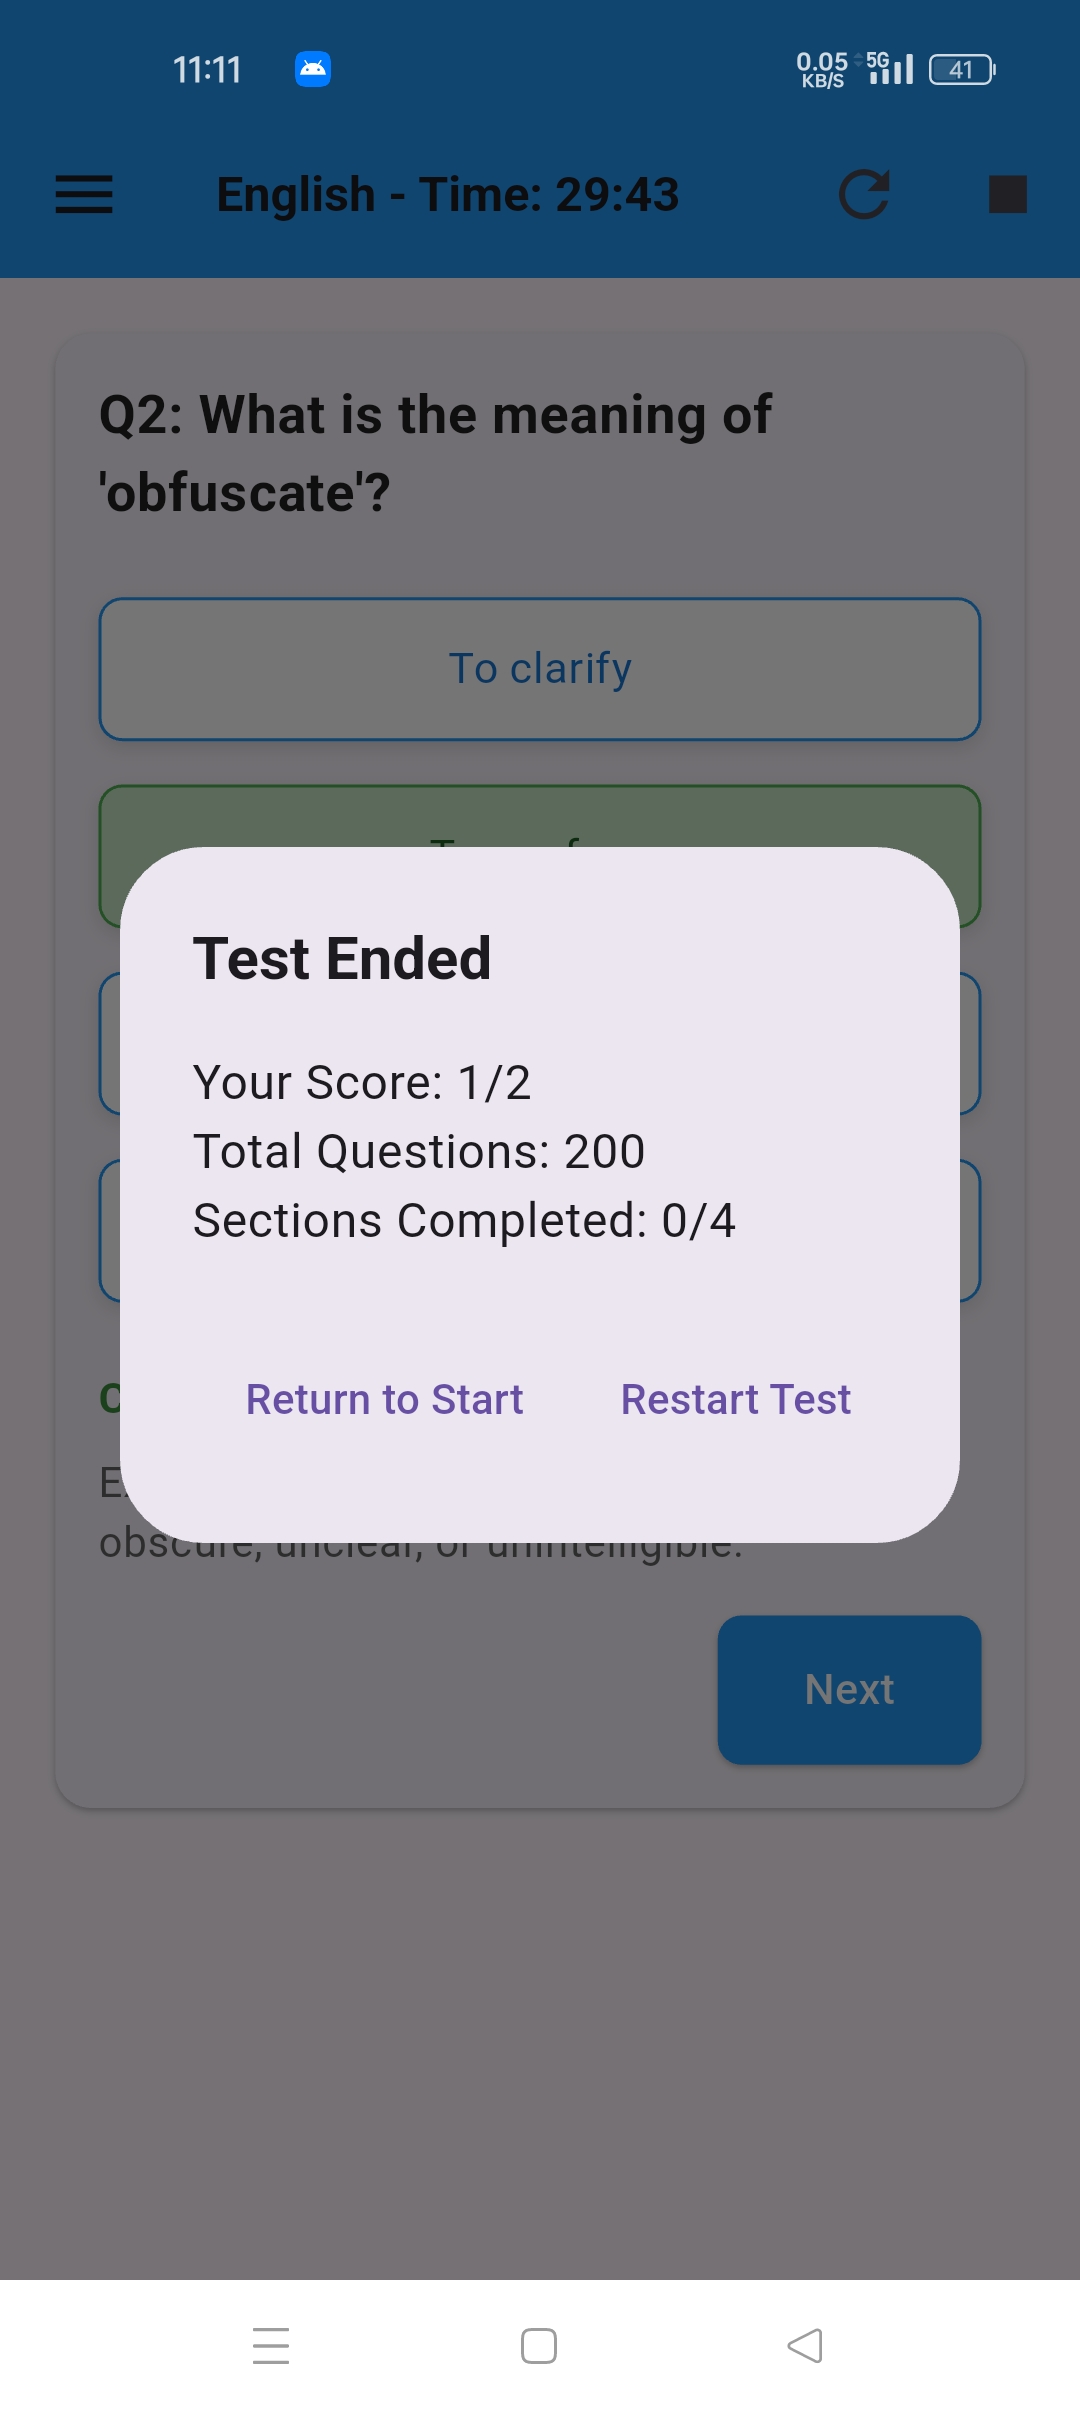 11:11
0.05 KB/S 5G 41
English - Time: 29:43
Q2: What is the meaning of
'obfuscate'?
To clarify
Test Ended
Your Score: 1/2
Total Questions: 200
Sections Completed: 0/4
Return to Start Restart Test
obscure, unclear, or unintelligible.
Next